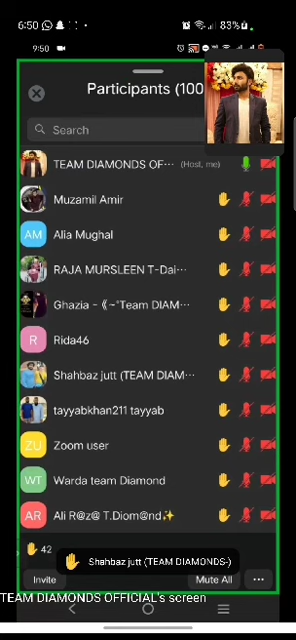 6:50 83%
9:50
Participants (100
Search
TEAM DIAMONDS OF··· (Host, me)
Muzamil Amir
AM Alia Mughal
RAJA MURSLEEN T-Dai···
Ghazia - 《~"Team DIAM···
R Rida46
Shahbaz jutt (TEAM DIAM···
tayyabkhan211 tayyab
ZU Zoom user
WT Warda team Diamond
AR Ali R@z@ T.Diom@nd✨
✋ 42
✋ Shahbaz jutt (TEAM DIAMONDS-)
Invite Mute All ···
TEAM DIAMONDS OFFICIAL's screen